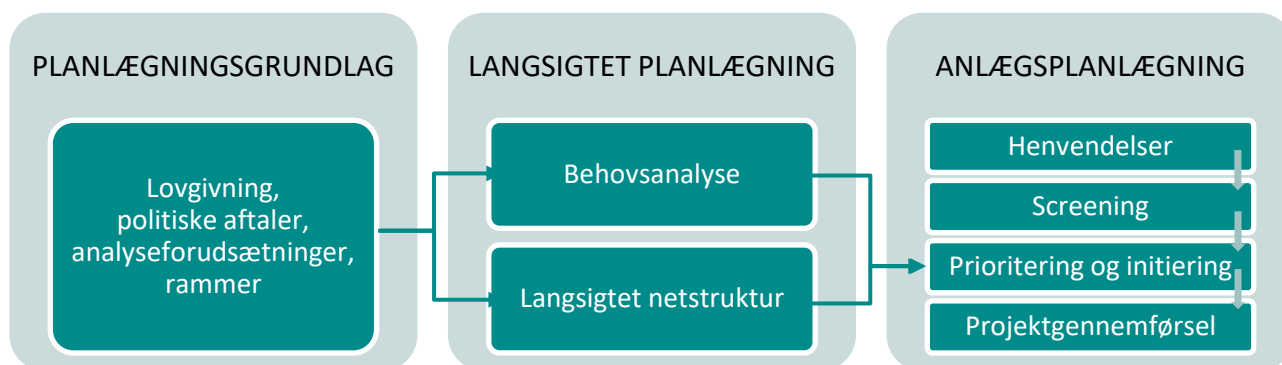 PLANLÆGNINGSGRUNDLAG
Lovgivning,
politiske aftaler,
analyseforudsætninger,
rammer
LANGSIGTET PLANLÆGNING
Behovsanalyse
Langsigtet netstruktur
ANLÆGSPLANLÆGNING
Henvendelser
Screening
Prioritering og initiering
Projektgennemførsel